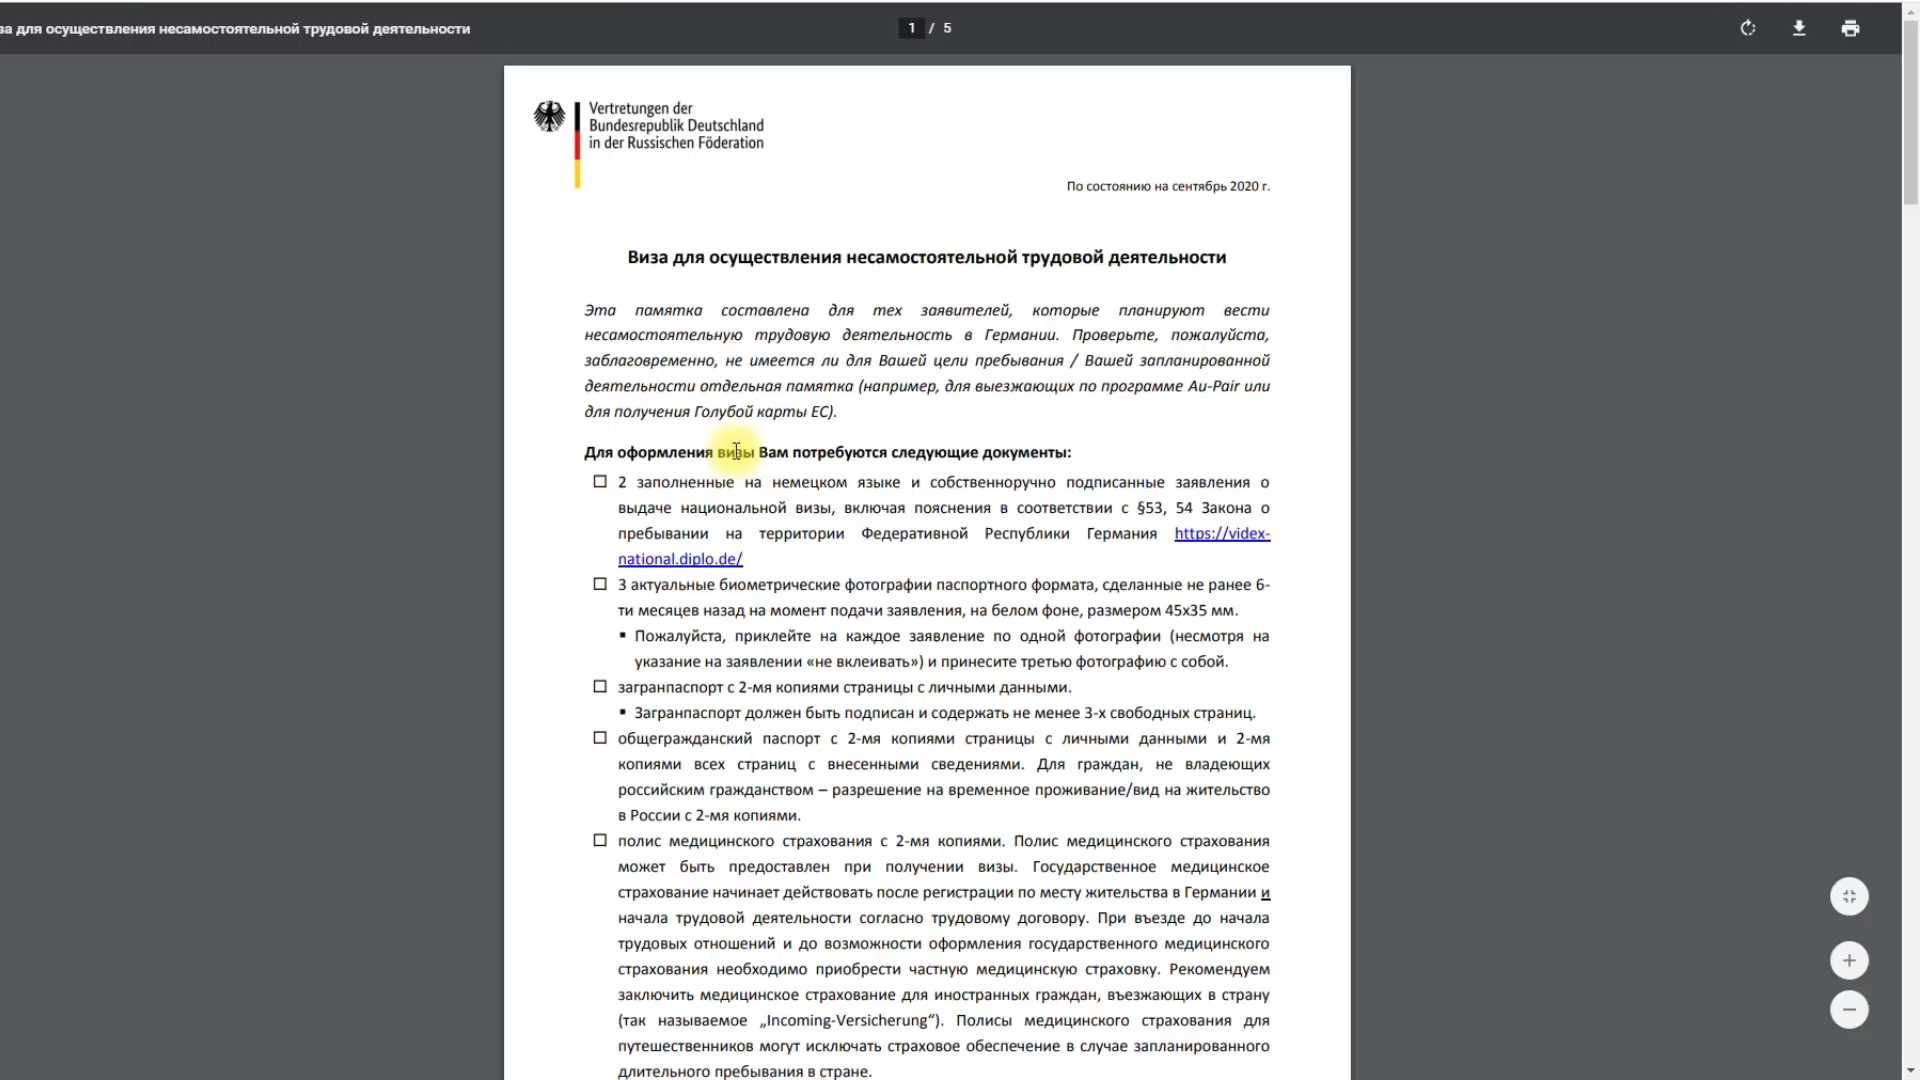 за для осуществления несамостоятельной трудовой деятельности
1 / 5
Vertretungen der
Bundesrepublik Deutschland
in der Russischen Föderation
По состоянию на сентябрь 2020 г.
Виза для осуществления несамостоятельной трудовой деятельности
Эта памятка составлена для тех заявителей, которые планируют вести
несамостоятельную трудовую деятельность в Германии. Проверьте, пожалуйста,
заблаговременно, не имеется ли для Вашей цели пребывания / Вашей запланированной
деятельности отдельная памятка (например, для выезжающих по программе Au-Pair или
для получения Голубой карты ЕС).
Для оформления визы Вам потребуются следующие документы:
☐ 2 заполненные на немецком языке и собственноручно подписанные заявления о
выдаче национальной визы, включая пояснения в соответствии с §53, 54 Закона о
пребывании на территории Федеративной Республики Германия https://videx-
national.diplo.de/
☐ 3 актуальные биометрические фотографии паспортного формата, сделанные не ранее 6-
ти месяцев назад на момент подачи заявления, на белом фоне, размером 45x35 мм.
▪ Пожалуйста, приклейте на каждое заявление по одной фотографии (несмотря на
указание на заявлении «не вклеивать») и принесите третью фотографию с собой.
☐ загранпаспорт с 2-мя копиями страницы с личными данными.
▪ Загранпаспорт должен быть подписан и содержать не менее 3-х свободных страниц.
☐ общегражданский паспорт с 2-мя копиями страницы с личными данными и 2-мя
копиями всех страниц с внесенными сведениями. Для граждан, не владеющих
российским гражданством – разрешение на временное проживание/вид на жительство
в России с 2-мя копиями.
☐ полис медицинского страхования с 2-мя копиями. Полис медицинского страхования
может быть предоставлен при получении визы. Государственное медицинское
страхование начинает действовать после регистрации по месту жительства в Германии и
начала трудовой деятельности согласно трудовому договору. При въезде до начала
трудовых отношений и до возможности оформления государственного медицинского
страхования необходимо приобрести частную медицинскую страховку. Рекомендуем
заключить медицинское страхование для иностранных граждан, въезжающих в страну
(так называемое „Incoming-Versicherung“). Полисы медицинского страхования для
путешественников могут исключать страховое обеспечение в случае запланированного
длительного пребывания в стране.